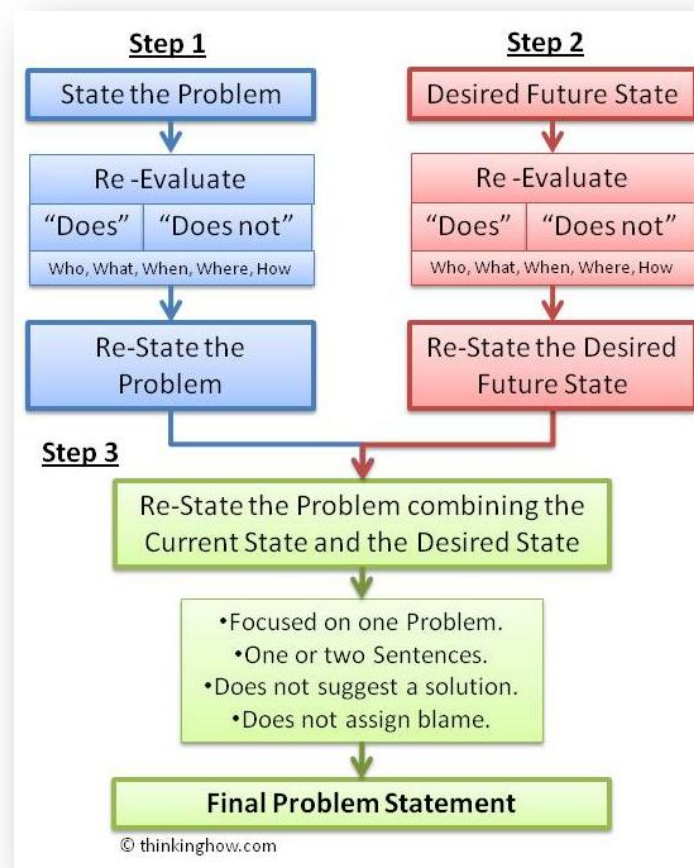 Step 1
State the Problem
Re -Evaluate
“Does” “Does not”
Who, What, When, Where, How
Re-State the
Problem
Step 2
Desired Future State
Re -Evaluate
“Does” “Does not”
Who, What, When, Where, How
Re-State the Desired
Future State
Step 3
Re-State the Problem combining the
Current State and the Desired State
•Focused on one Problem.
•One or two Sentences.
•Does not suggest a solution.
•Does not assign blame.
Final Problem Statement
© thinkinghow.com